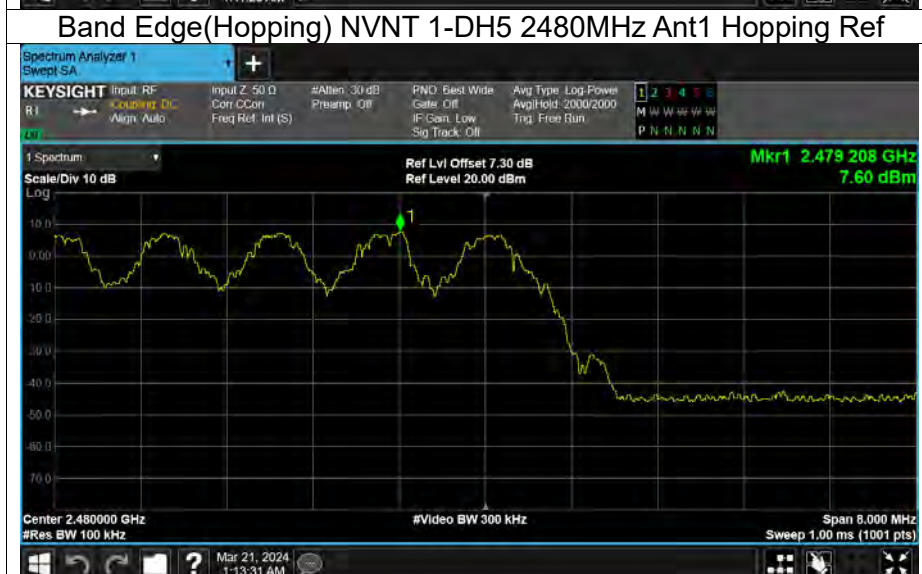 Band Edge(Hopping) NVNT 1-DH5 2480MHz Ant1 Hopping Ref
Spectrum Analyzer 1
Swept SA
+
KEYSIGHT Input: RF Input Z: 50 Ω #Atten: 30 dB PNO: Best Wide Avg Type: Log-Power 1 2 3 4 5 6
Coupling: DC Corr CCorr Preamp: Off Gate: Off Avg|Hold: 2000/2000 M W W W W W
Align: Auto Freq Ref: Int (S) IF Gain: Low Trig: Free Run
Sig Track: Off P N N N N N
1 Spectrum Ref Lvl Offset 7.30 dB Mkr1 2.479 208 GHz
Scale/Div 10 dB Ref Level 20.00 dBm 7.60 dBm
Log
1
10.0
0.00
-10.0
-20.0
-30.0
-40.0
-50.0
-60.0
-70.0
Center 2.480000 GHz #Video BW 300 kHz Span 8.000 MHz
#Res BW 100 kHz Sweep 1.00 ms (1001 pts)
? Mar 21, 2024
1:13:31 AM